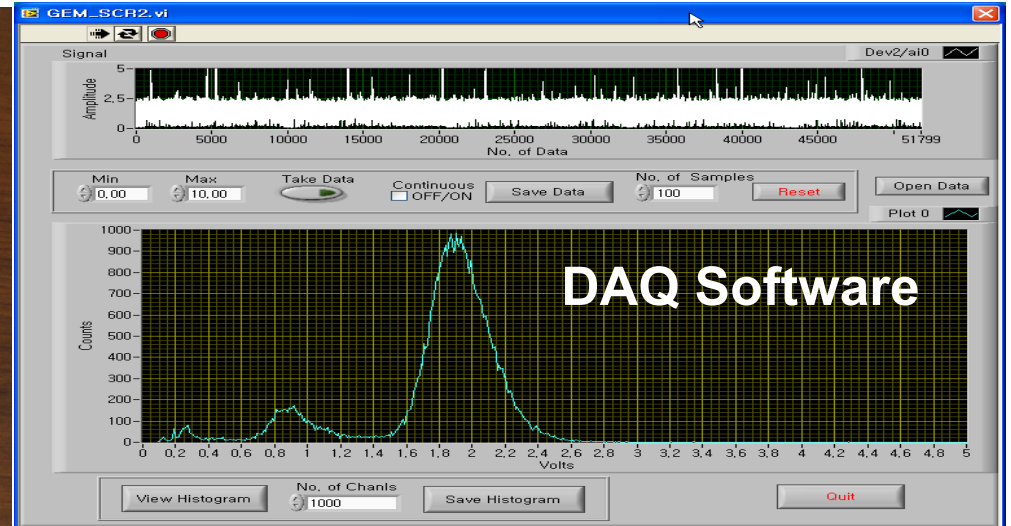 GEM_SCR2.vi
Signal
Dev2/ai0
Amplitude
5-
2,5-
0-
0 5000 10000 15000 20000 25000 30000 35000 40000 45000 51799
No, of Data
Min Max Take Data Continuous OFF/ON Save Data No, of Samples Reset Open Data
0,00 10,00 100
Plot 0
Counts
1000-
900-
800-
700-
600-
500-
400-
300-
200-
100-
0-
DAQ Software
0 0,2 0,4 0,6 0,8 1 1,2 1,4 1,6 1,8 2 2,2 2,4 2,6 2,8 3 3,2 3,4 3,6 3,8 4 4,2 4,4 4,6 4,8 5
Volts
View Histogram No, of Chanls Save Histogram Quit
1000